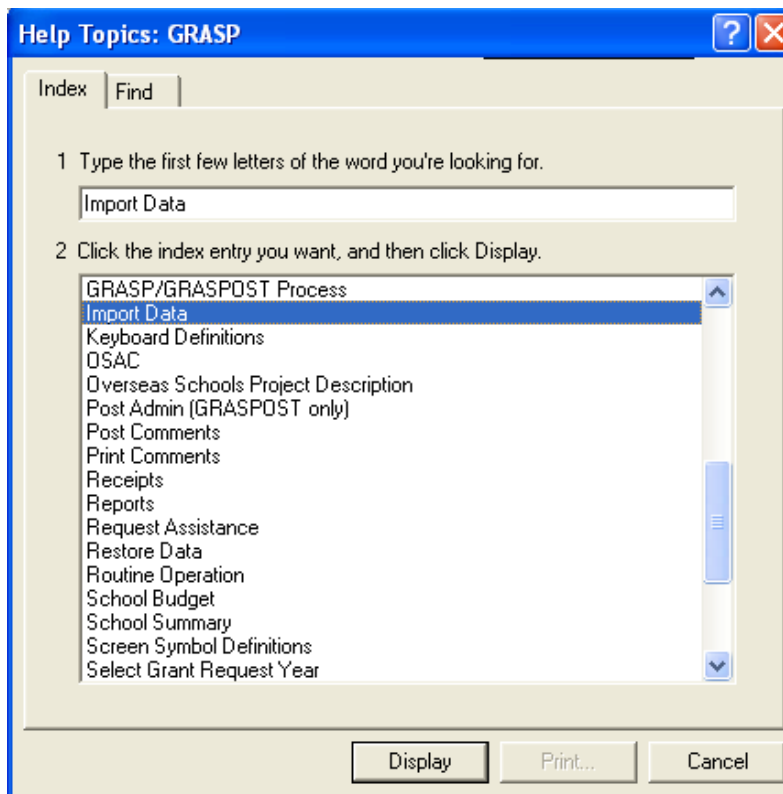 Help Topics: GRASP
Index Find
1 Type the first few letters of the word you're looking for.
Import Data
2 Click the index entry you want, and then click Display.
GRASP/GRASPOST Process
Import Data
Keyboard Definitions
OSAC
Overseas Schools Project Description
Post Admin (GRASPOST only)
Post Comments
Print Comments
Receipts
Reports
Request Assistance
Restore Data
Routine Operation
School Budget
School Summary
Screen Symbol Definitions
Select Grant Request Year
Display Print... Cancel